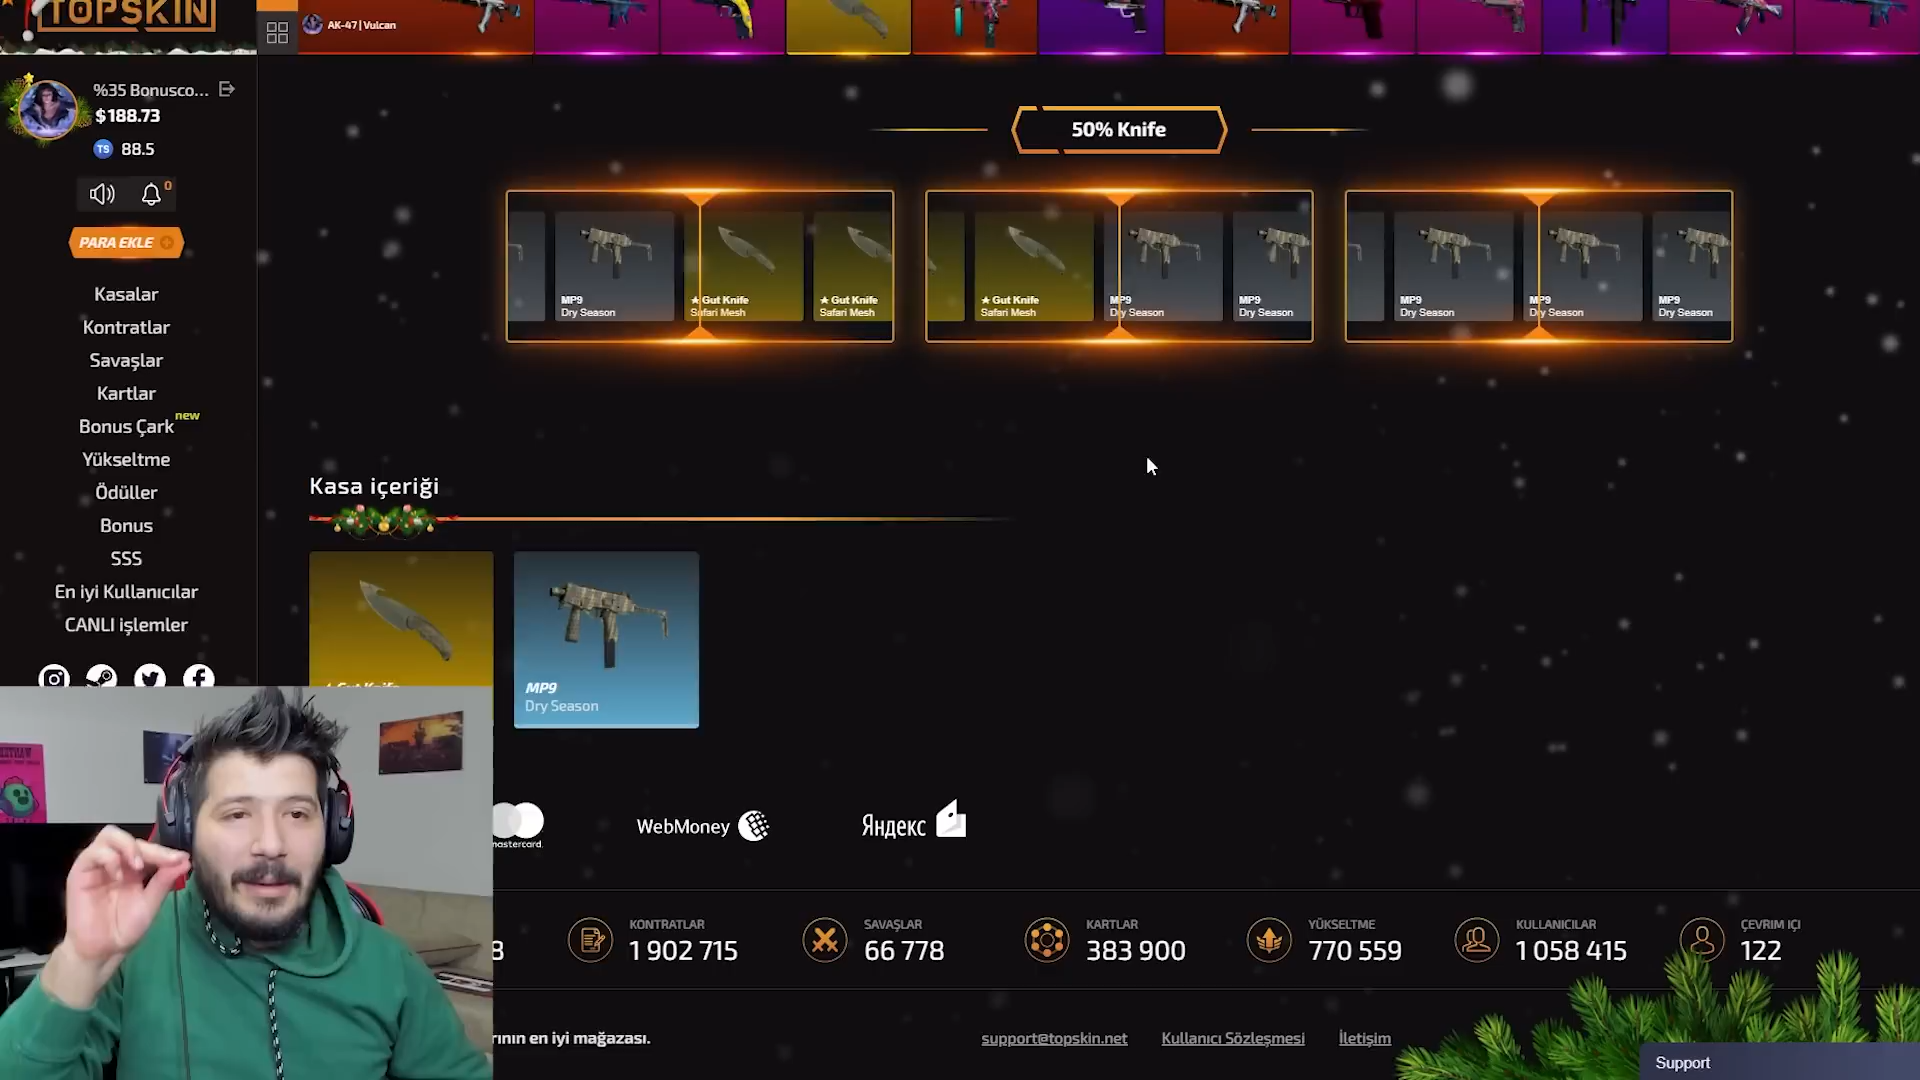 TOPSKIN
AK-47 | Vulcan
%35 Bonusco...
$188.73
TS 88.5
0
PARA EKLE
Kasalar
Kontratlar
Savaşlar
Kartlar
Bonus Çark new
Yükseltme
Ödüller
Bonus
SSS
En iyi Kullanıcılar
CANLI işlemler
50% Knife
MP9
Dry Season
★ Gut Knife
Safari Mesh
★ Gut Knife
Safari Mesh
★ Gut Knife
Safari Mesh
MP9
Dry Season
MP9
Dry Season
MP9
Dry Season
MP9
Dry Season
MP9
Dry Season
Kasa içeriği
MP9
Dry Season
mastercard.
WebMoney
Яндекс
8
KONTRATLAR
1 902 715
SAVAŞLAR
66 778
KARTLAR
383 900
YÜKSELTME
770 559
KULLANICILAR
1 058 415
ÇEVRIM IÇI
122
rının en iyi mağazası.
support@topskin.net
Kullanıcı Sözleşmesi
İletişim
Support